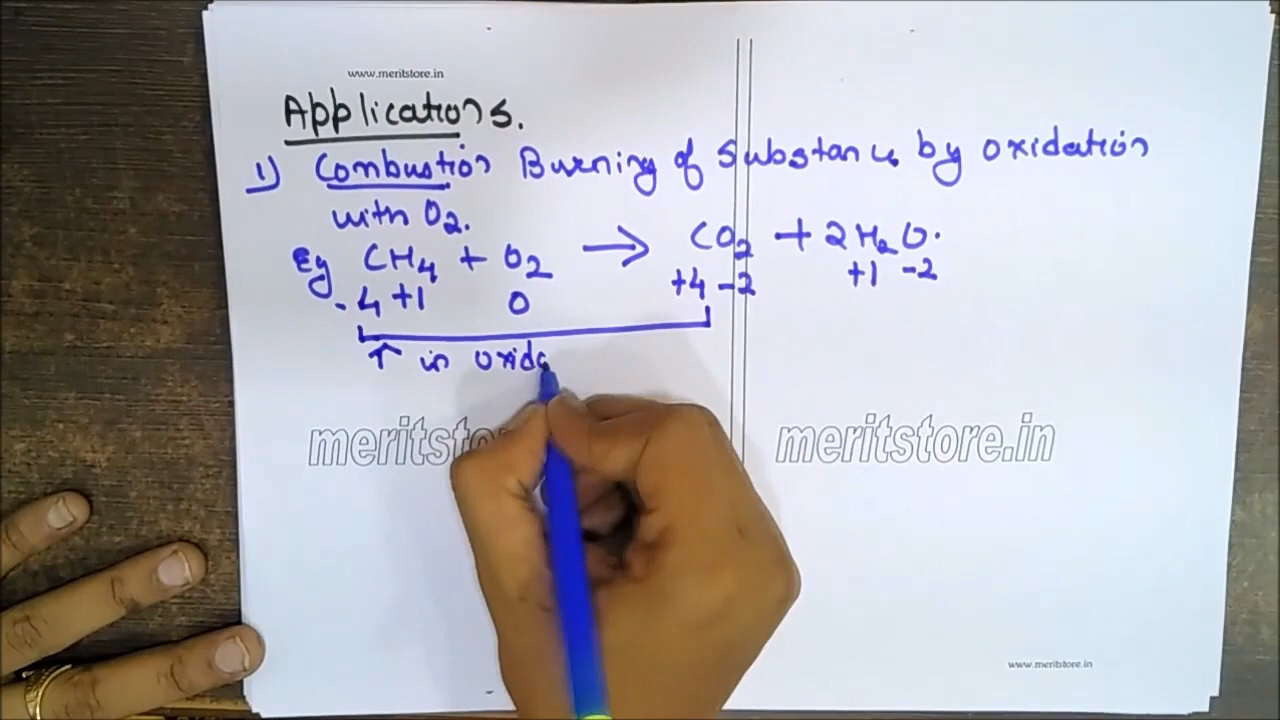 www.meritstore.in
Applications.
1) Combustion Burning of Substance by oxidation
with O2.
Eg CH4 + O2 → CO2 + 2H2O.
-4 +1 0 +4 -2 +1 -2
↑ in oxida
meritstore.in
www.meritstore.in